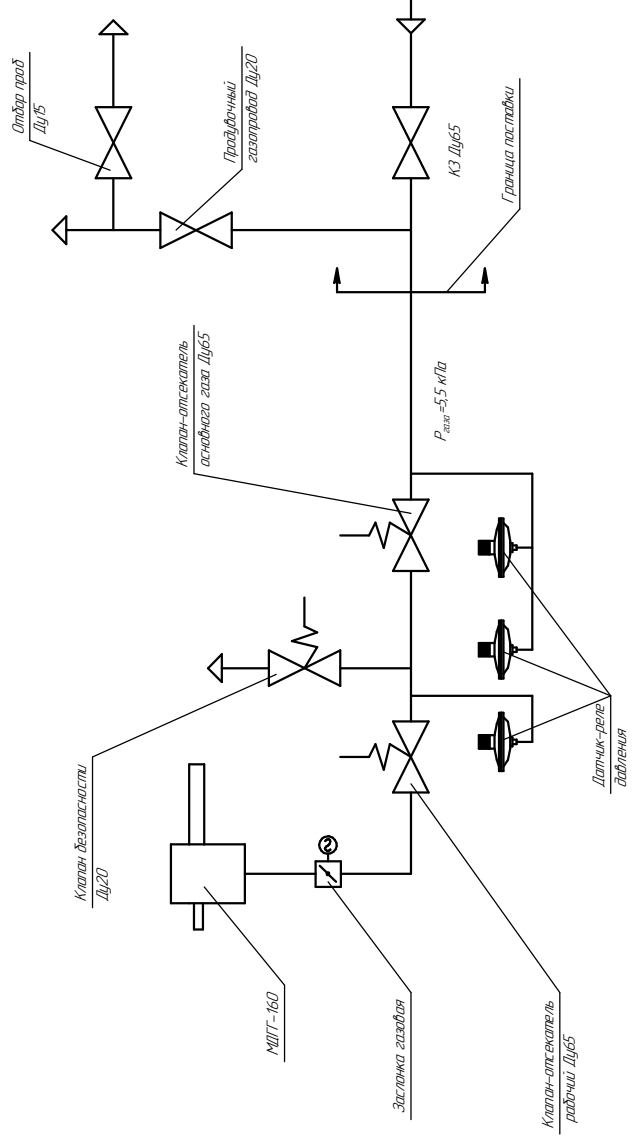 Отбор проб
Ду15
Продувочный
газопровод Ду20
КЗ Ду65
Граница поставки
Клапан-отсекатель
основного газа Ду65
Pгаза=5,5 кПа
Клапан безопасности
Ду20
Датчик-реле
давления
МДГГ-160
Заслонка газовая
Клапан-отсекатель
рабочий Ду65